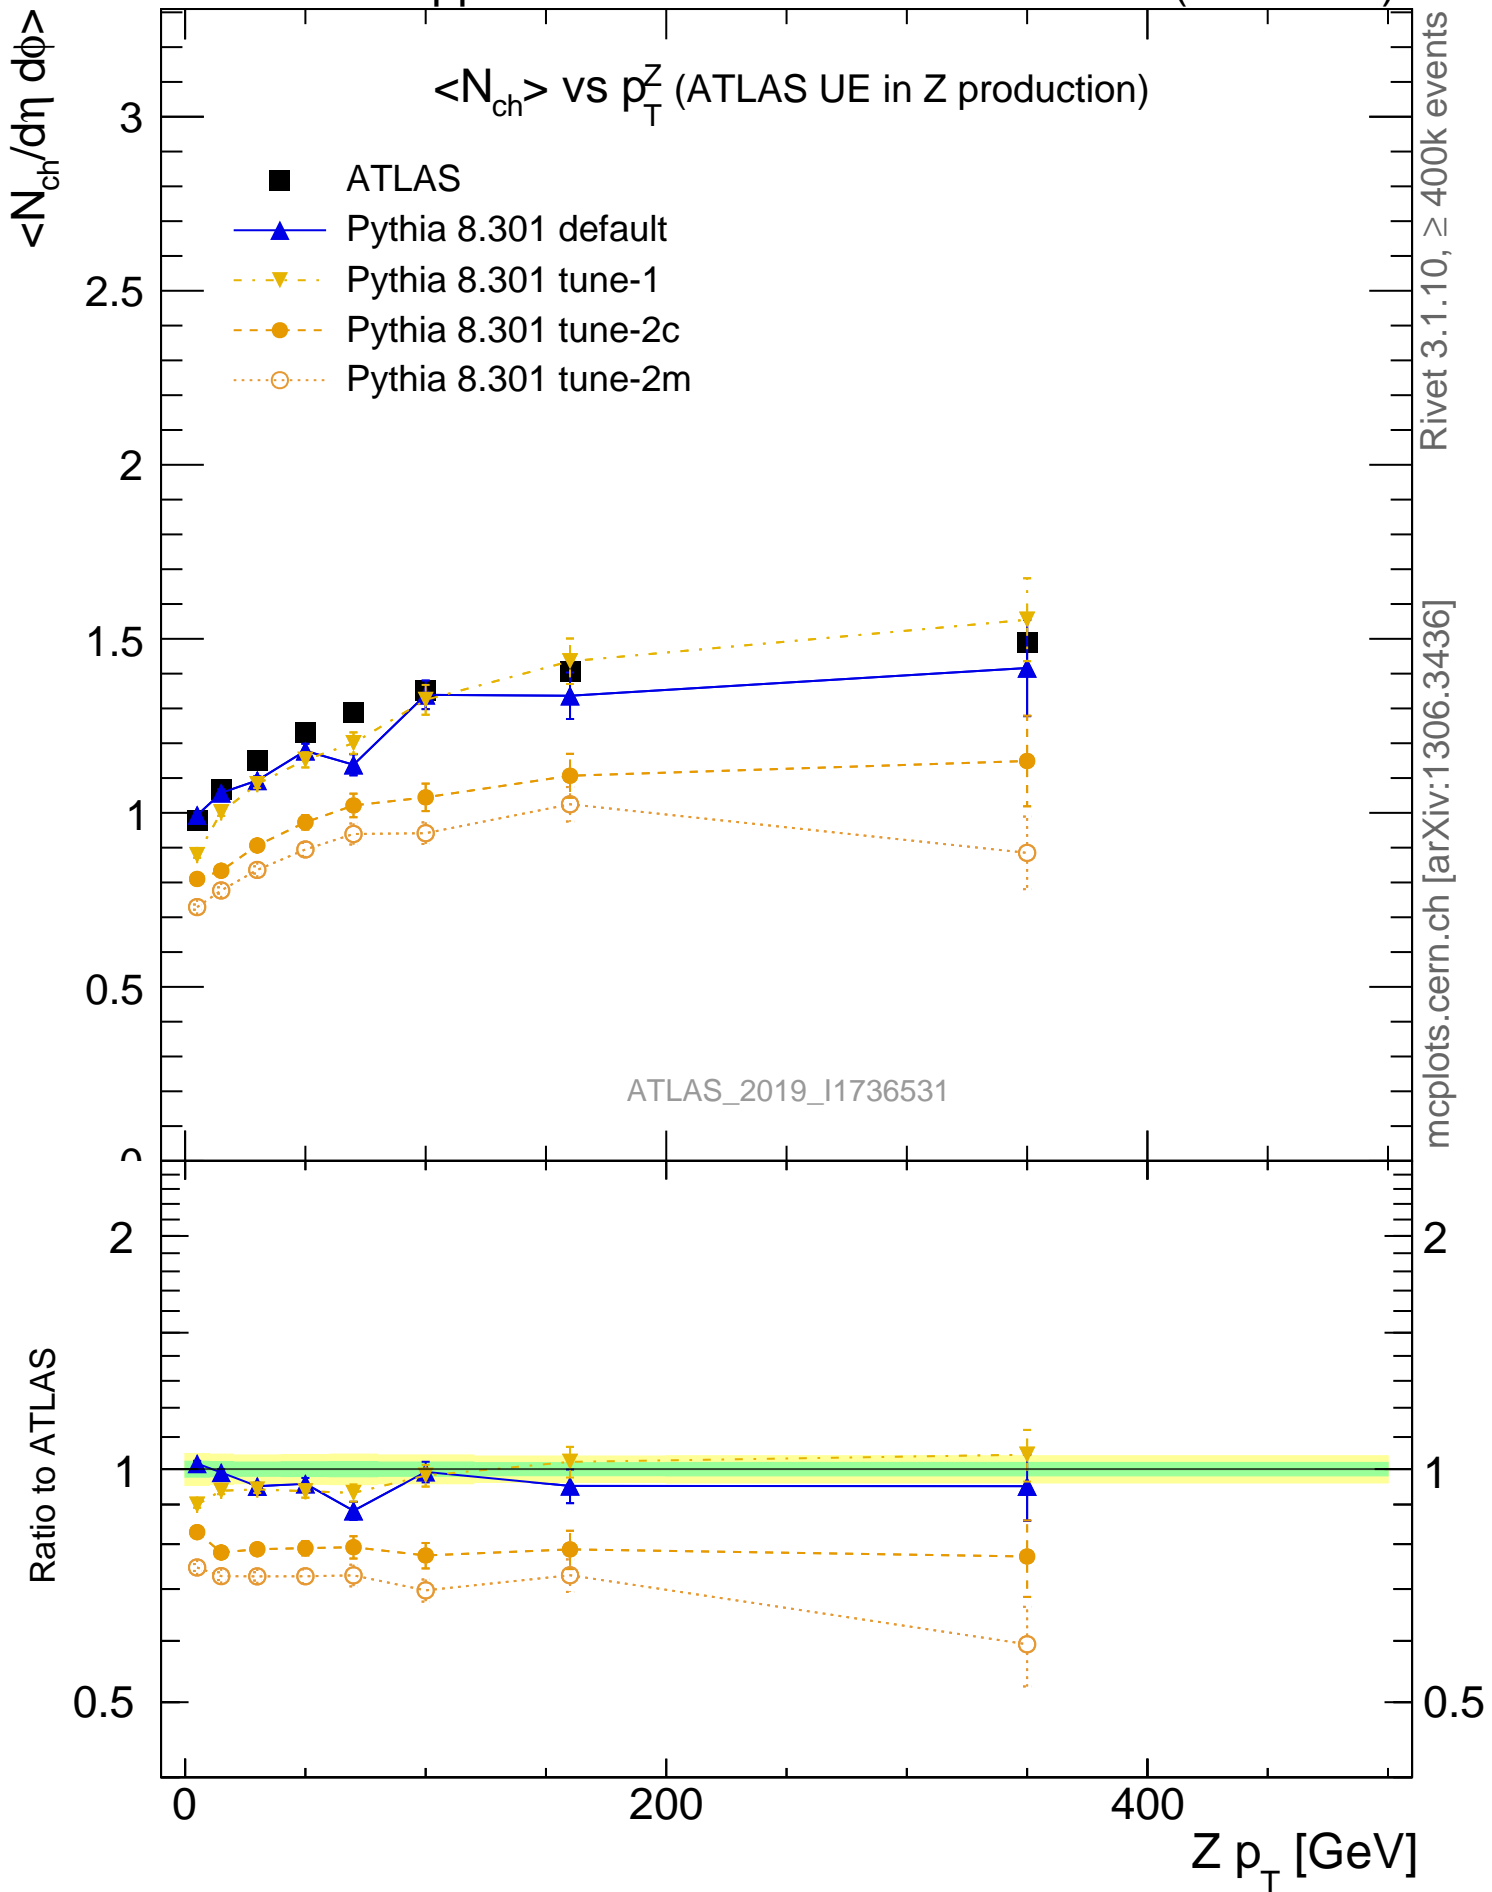 pp
<N_ch> vs p_T^Z (ATLAS UE in Z production)
<N_ch/dη dφ>
ATLAS
Pythia 8.301 default
Pythia 8.301 tune-1
Pythia 8.301 tune-2c
Pythia 8.301 tune-2m
3
2.5
2
1.5
1
0.5
0
ATLAS_2019_I1736531
Rivet 3.1.10, ≥ 400k events
mcplots.cern.ch [arXiv:1306.3436]
Ratio to ATLAS
2
1
0.5
2
1
0.5
0
200
400
Z p_T [GeV]